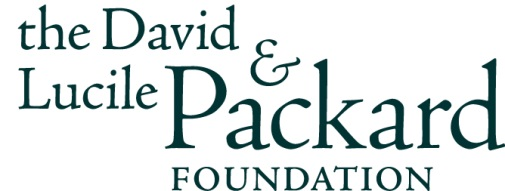 the David
& 
Lucile Packard
FOUNDATION